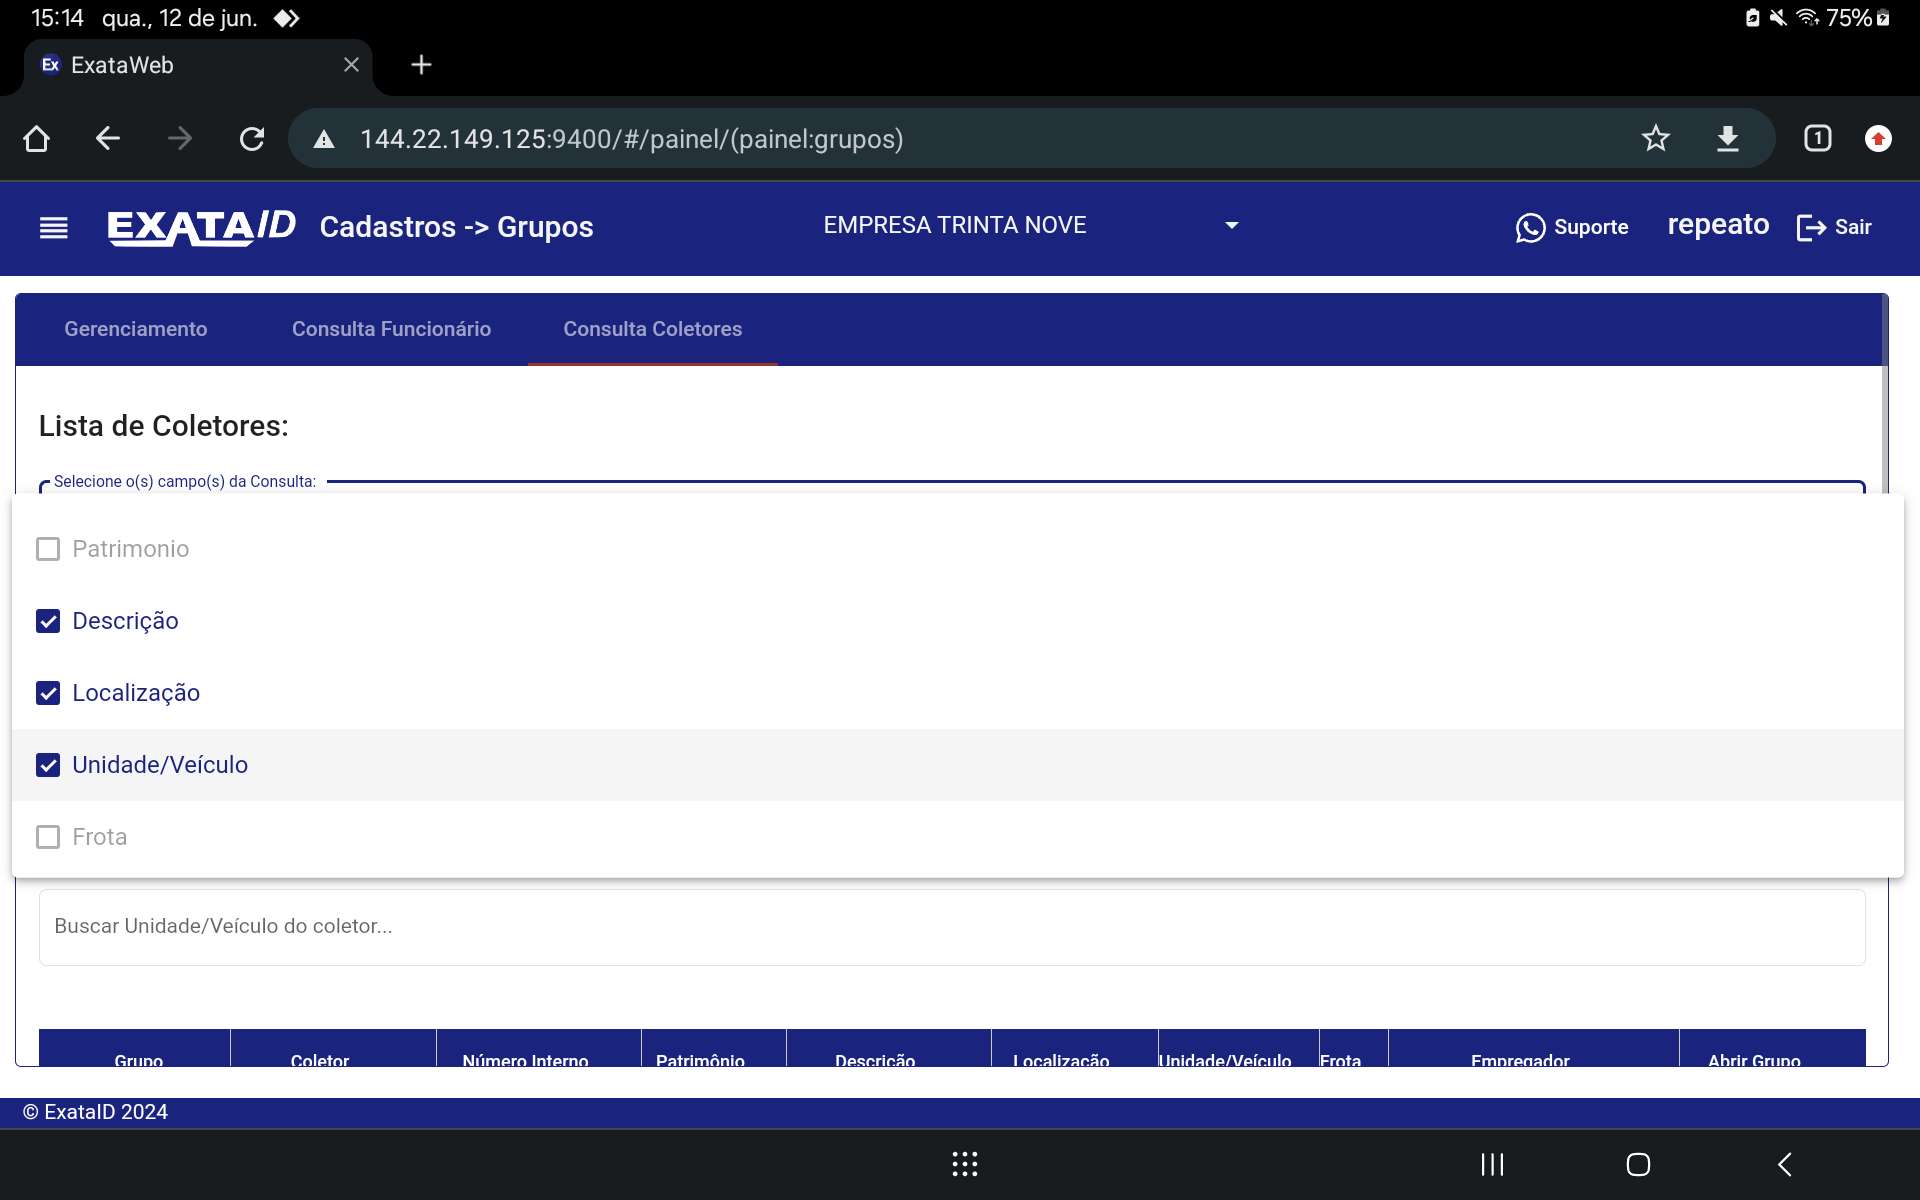 15:14 qua., 12 de jun. 75%
Ex ExataWeb
144.22.149.125:9400/#/painel/(painel:grupos) 1
EXATAID Cadastros -> Grupos EMPRESA TRINTA NOVE Suporte repeato Sair
Gerenciamento Consulta Funcionário Consulta Coletores
Lista de Coletores:
Selecione o(s) campo(s) da Consulta:
Patrimonio
Descrição
Localização
Unidade/Veículo
Frota
Buscar Unidade/Veículo do coletor...
Grupo Coletor Número Interno Patrimônio Descrição Localização Unidade/Veículo Frota Empregador Abrir Grupo
© ExataID 2024